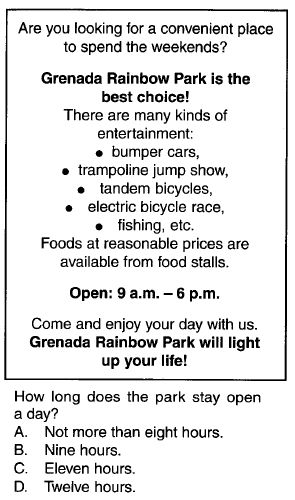 Are you looking for a convenient place
to spend the weekends?
Grenada Rainbow Park is the
best choice!
There are many kinds of
entertainment:
● bumper cars,
● trampoline jump show,
● tandem bicycles,
● electric bicycle race,
● fishing, etc.
Foods at reasonable prices are
available from food stalls.
Open: 9 a.m. – 6 p.m.
Come and enjoy your day with us.
Grenada Rainbow Park will light
up your life!
How long does the park stay open
a day?
A. Not more than eight hours.
B. Nine hours.
C. Eleven hours.
D. Twelve hours.